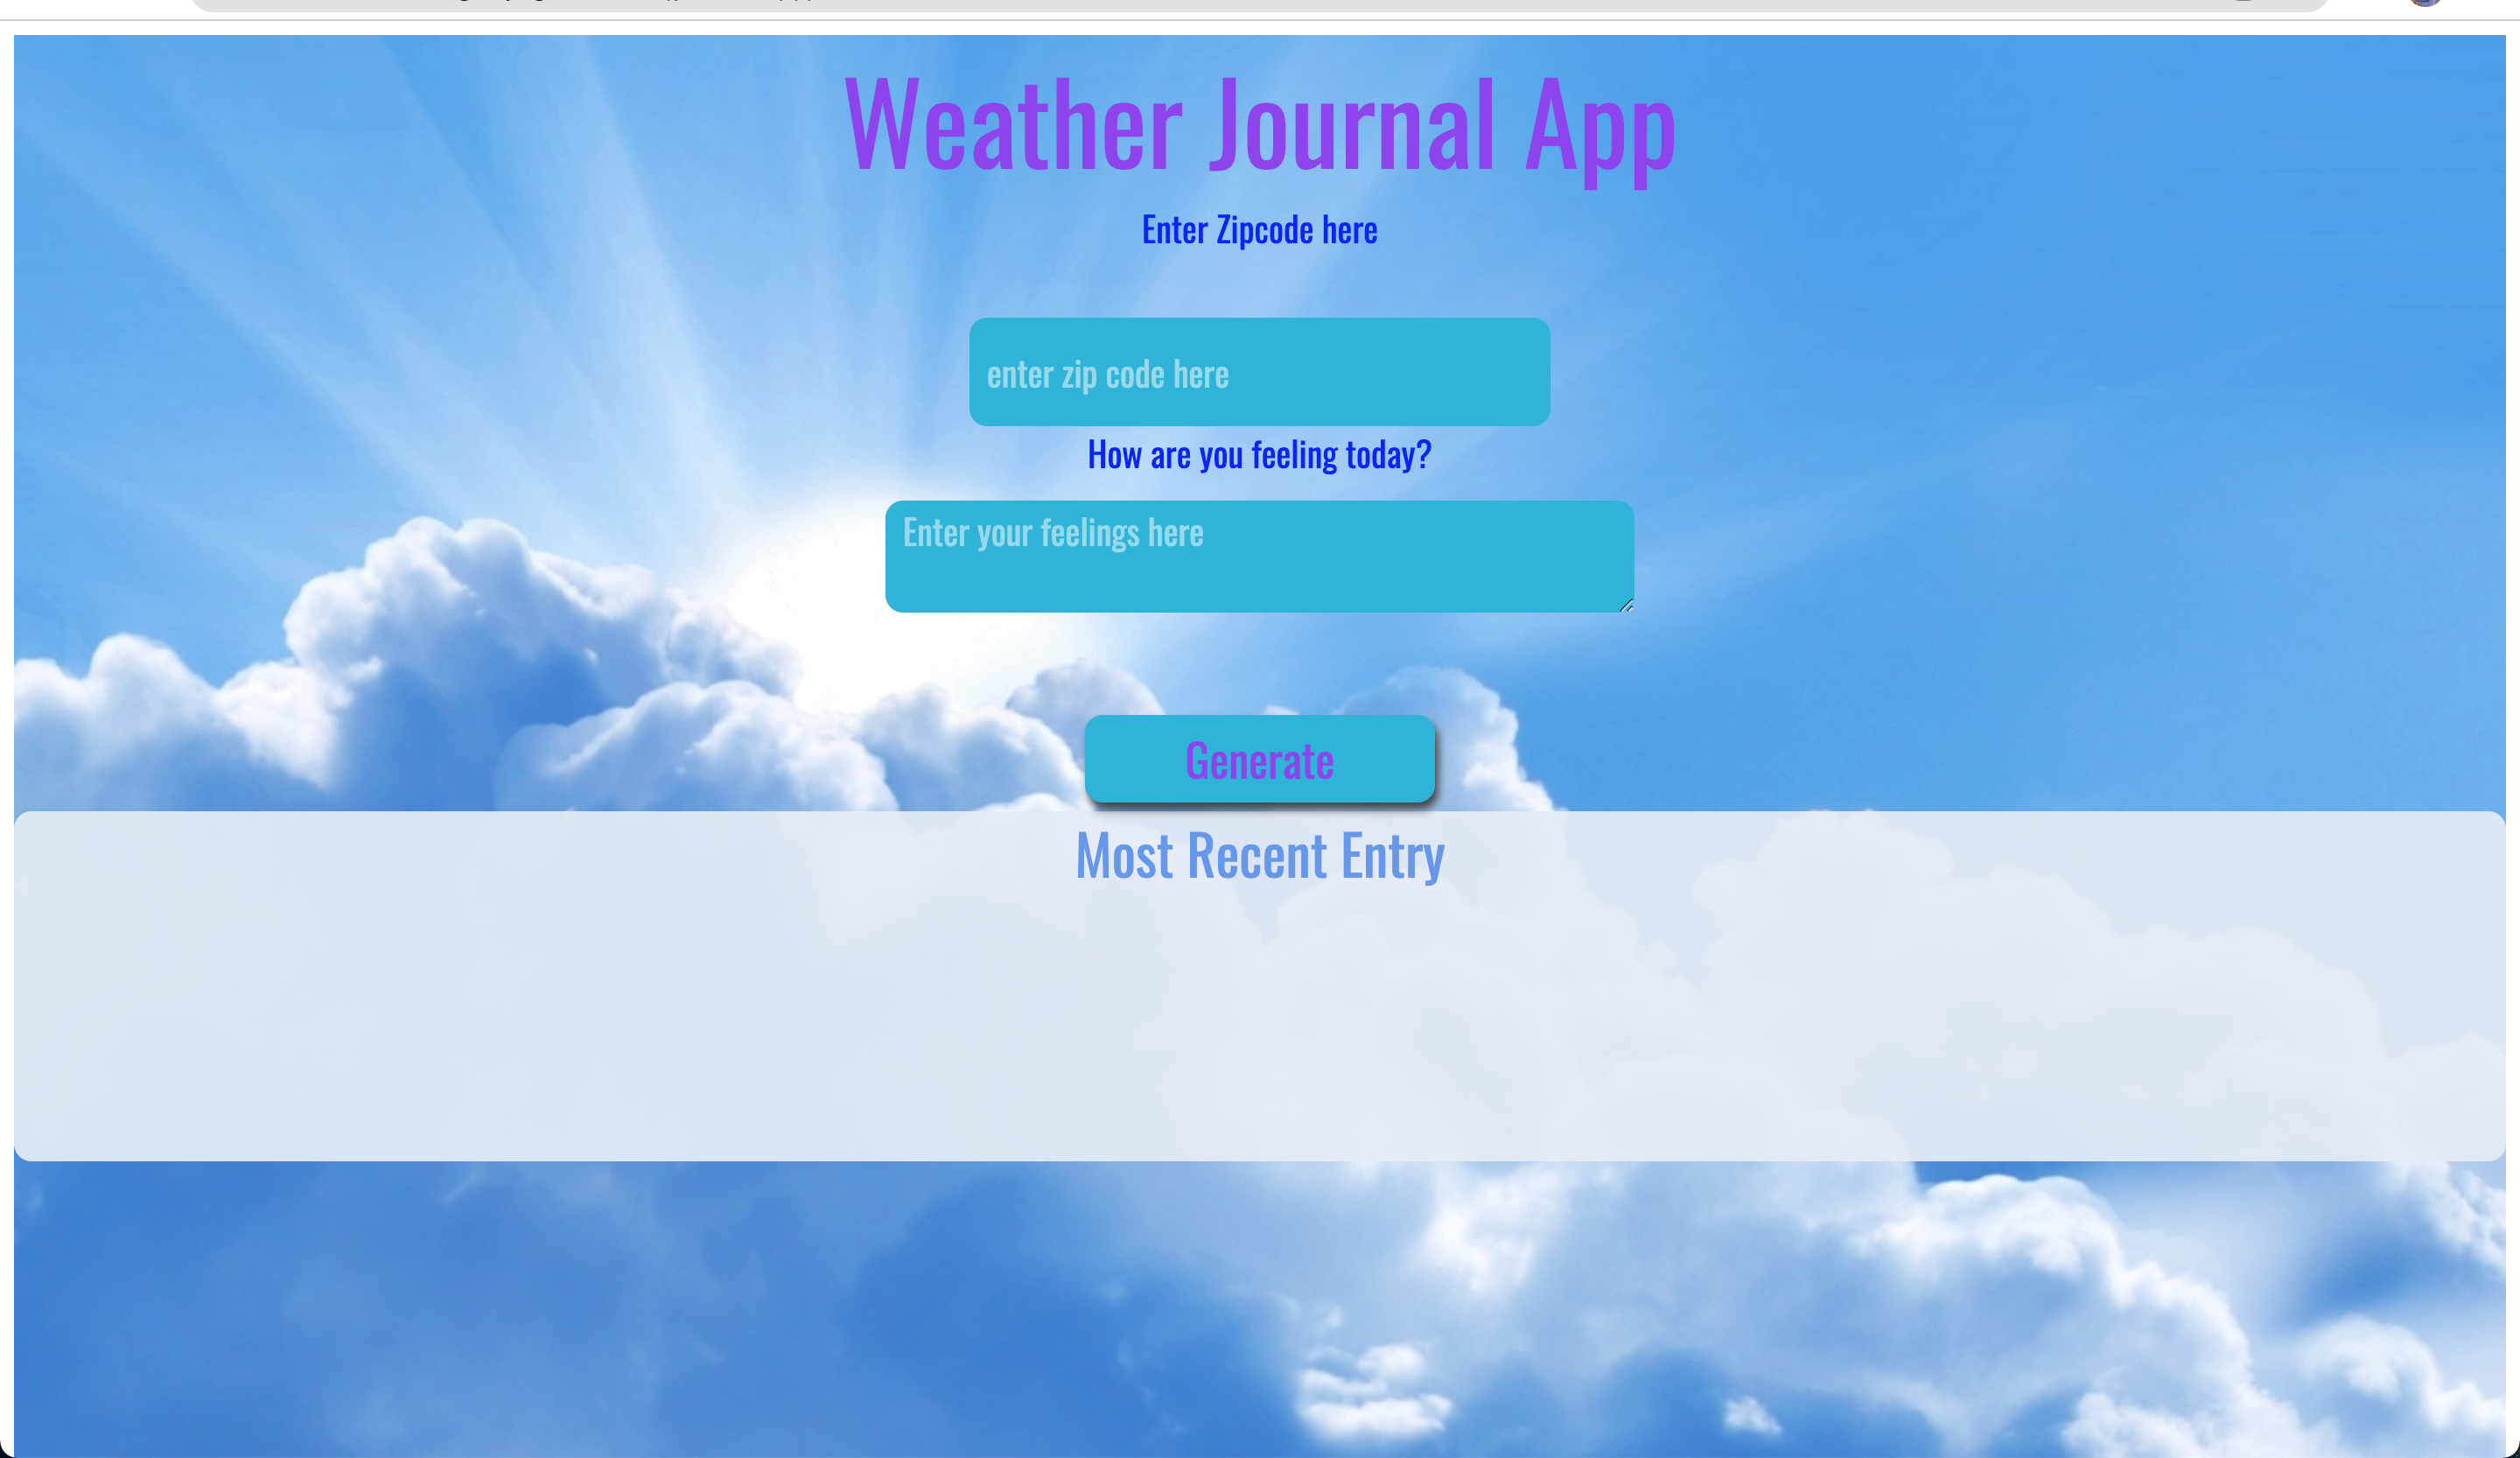 Weather Journal App
Enter Zipcode here
enter zip code here
How are you feeling today?
Enter your feelings here
Generate
Most Recent Entry